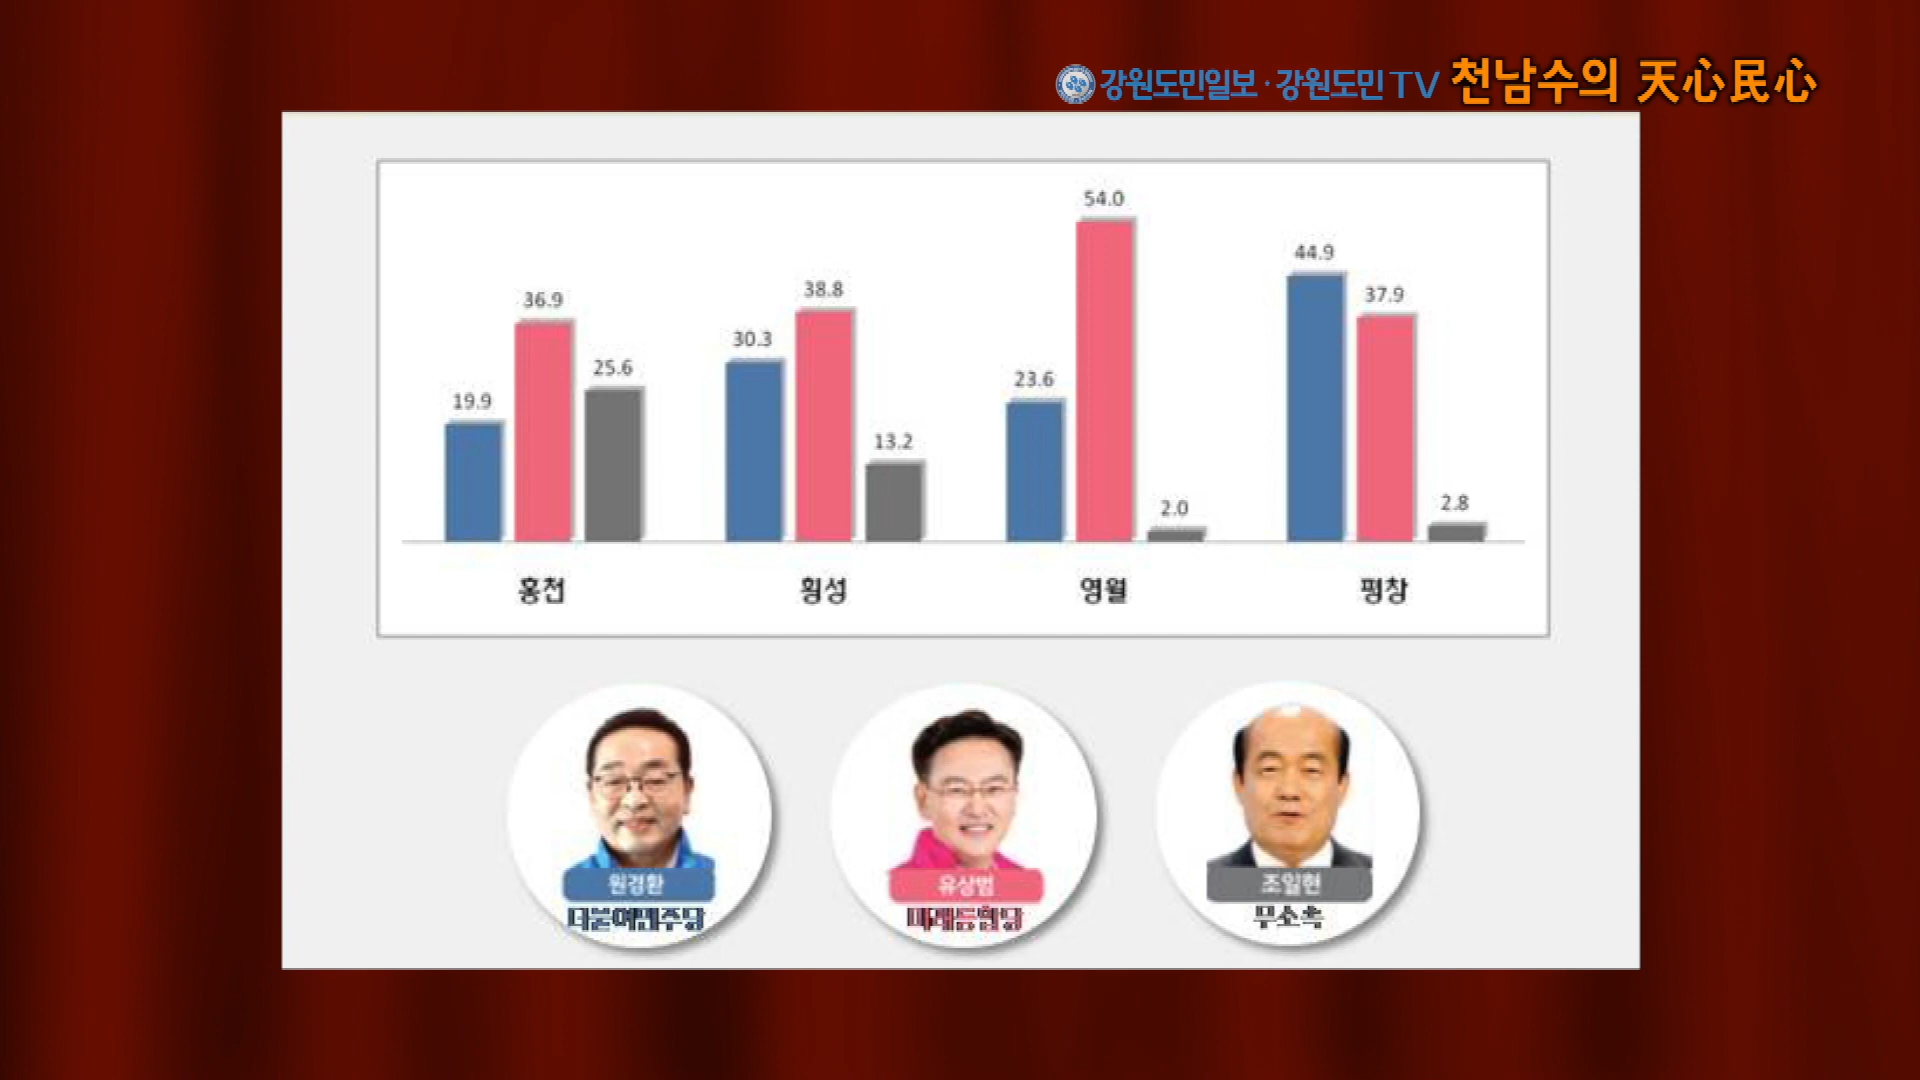 강원도민일보·강원도민TV 천남수의 天心民心
54.0
44.9
36.9 38.8 37.9
30.3
25.6 23.6
19.9
13.2
2.0 2.8
홍천 횡성 영월 평창
원경환 유상범 조일현
더불어민주당 미래통합당 무소속